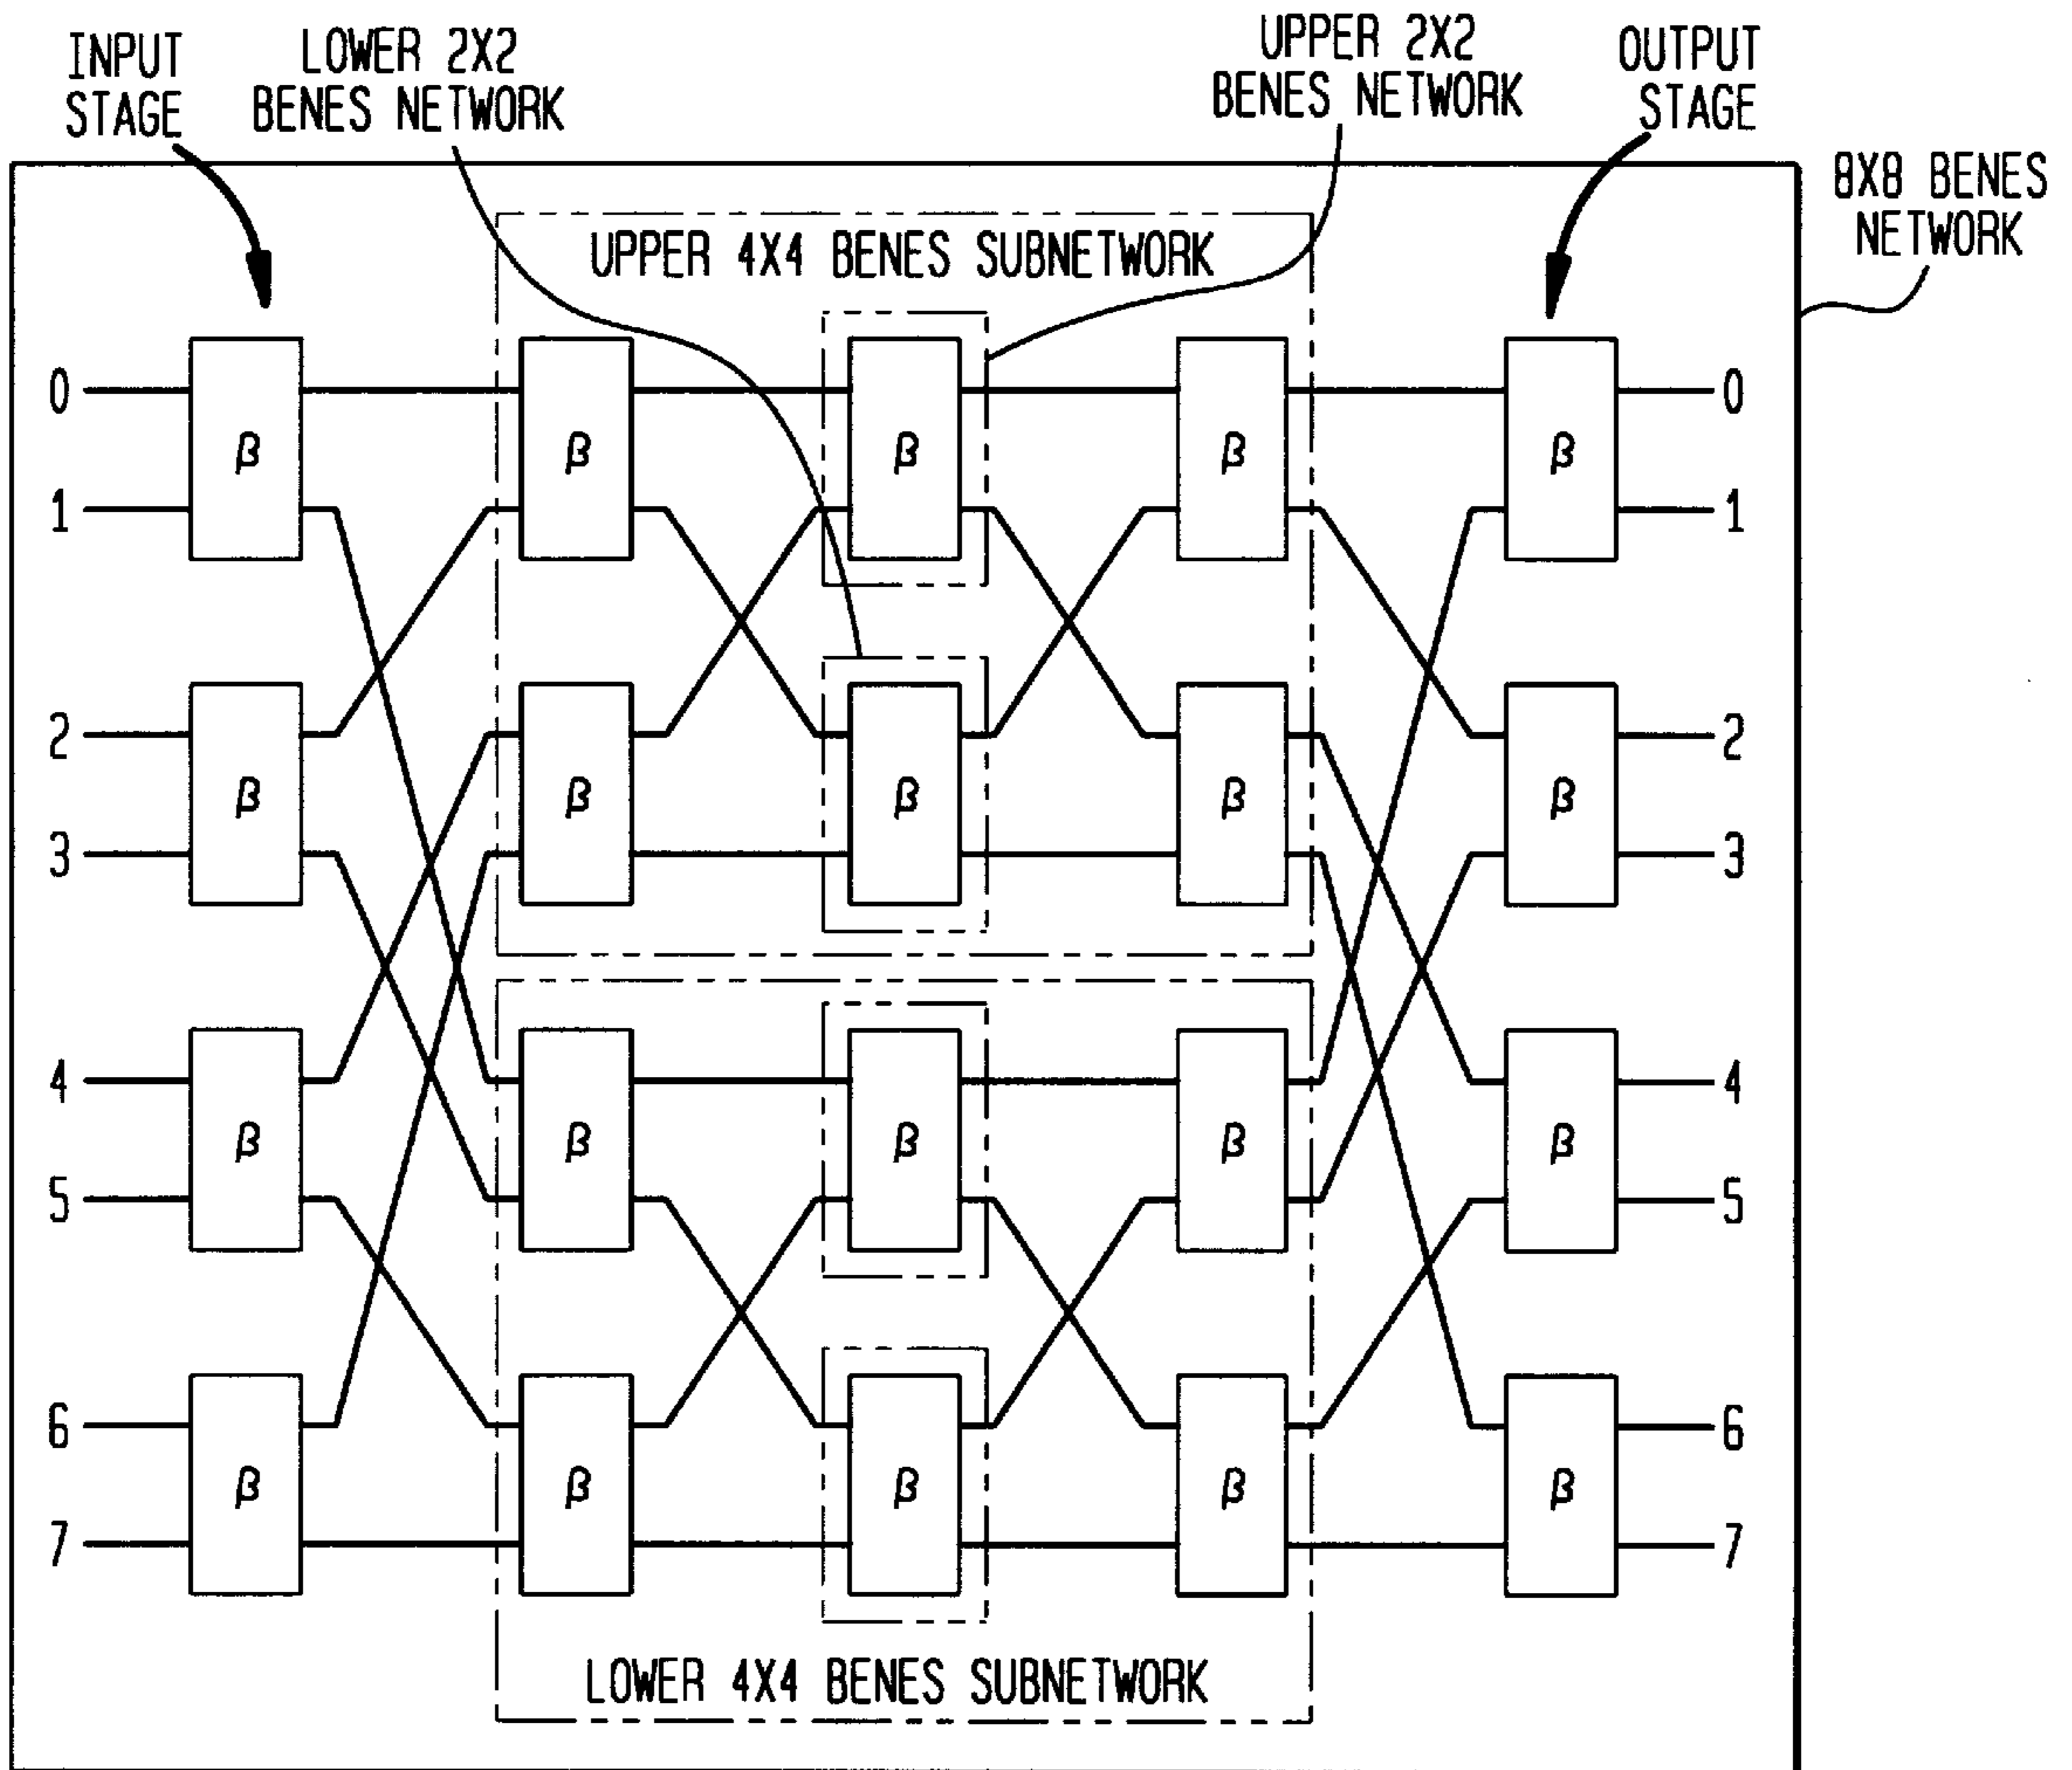 INPUT
STAGE
LOWER 2X2
BENES NETWORK
UPPER 2X2
BENES NETWORK
OUTPUT
STAGE
8X8 BENES
NETWORK
UPPER 4X4 BENES SUBNETWORK
0 0
β β β β β
1 1
2 2
β β β β β
3 3
4 4
β β β β β
5 5
6 6
β β β β β
7 7
LOWER 4X4 BENES SUBNETWORK